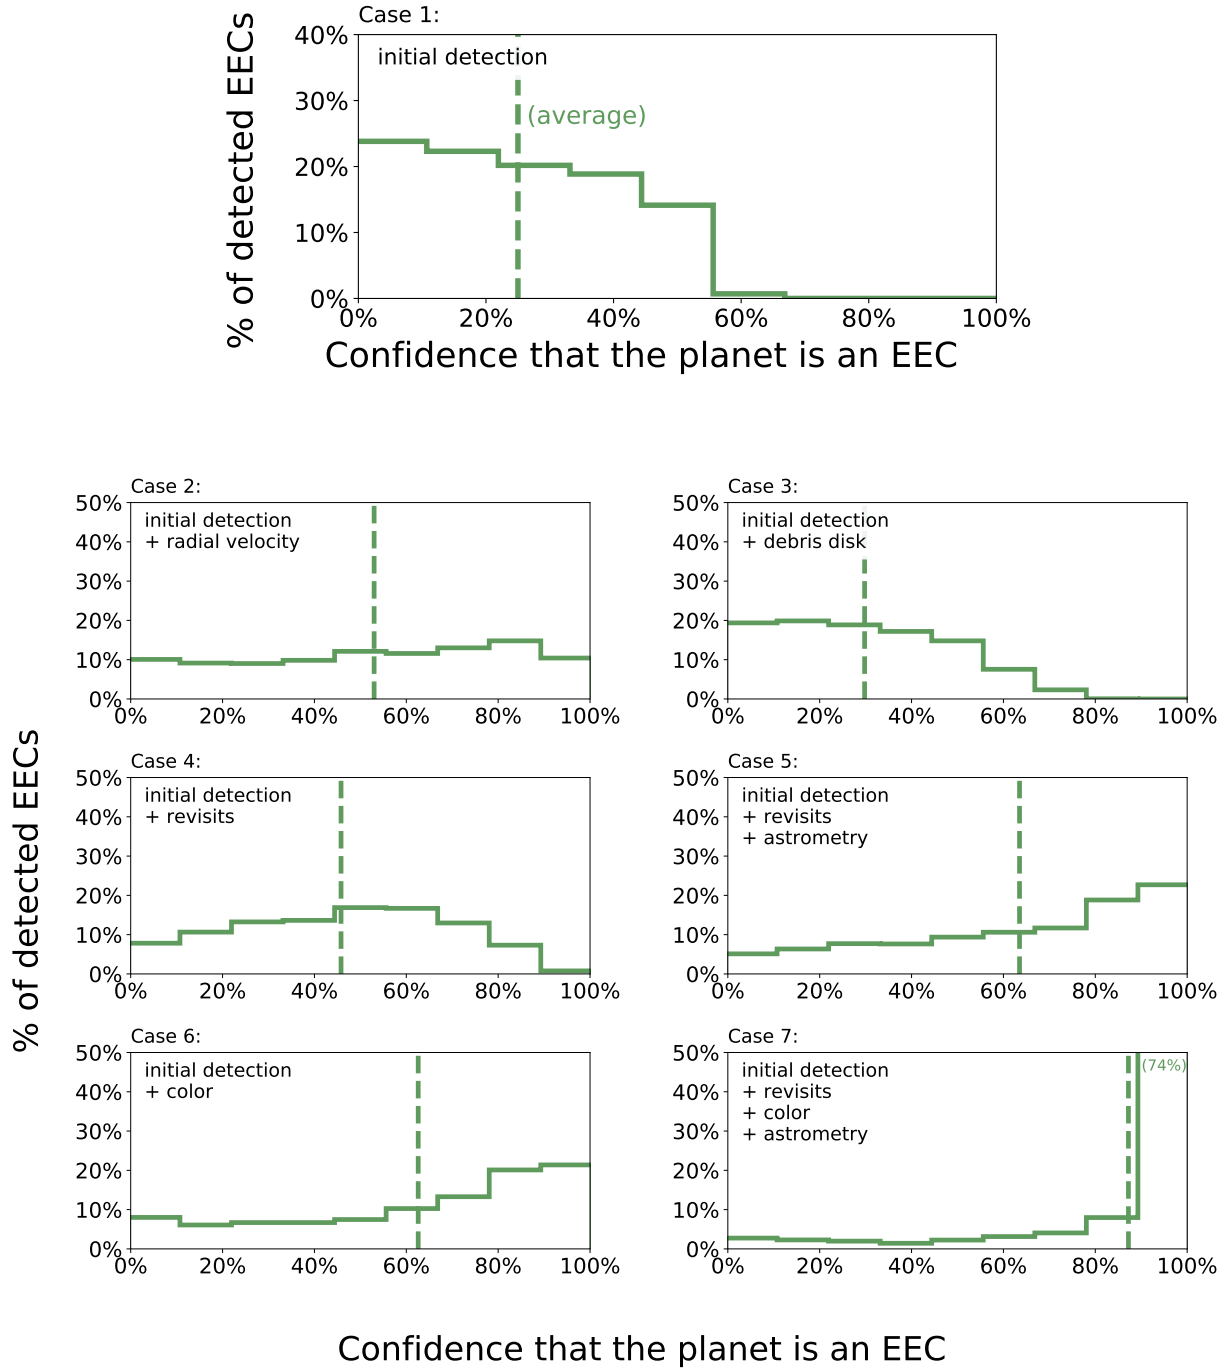 Case 1:
initial detection
(average)
40%
30%
20%
10%
0%
0% 20% 40% 60% 80% 100%
% of detected EECs
Confidence that the planet is an EEC
Case 2:
initial detection
+ radial velocity
50%
40%
30%
20%
10%
0%
0% 20% 40% 60% 80% 100%
Case 3:
initial detection
+ debris disk
50%
40%
30%
20%
10%
0%
0% 20% 40% 60% 80% 100%
Case 4:
initial detection
+ revisits
50%
40%
30%
20%
10%
0%
0% 20% 40% 60% 80% 100%
Case 5:
initial detection
+ revisits
+ astrometry
50%
40%
30%
20%
10%
0%
0% 20% 40% 60% 80% 100%
Case 6:
initial detection
+ color
50%
40%
30%
20%
10%
0%
0% 20% 40% 60% 80% 100%
Case 7:
initial detection
+ revisits
+ color
+ astrometry
(74%)
50%
40%
30%
20%
10%
0%
0% 20% 40% 60% 80% 100%
% of detected EECs
Confidence that the planet is an EEC